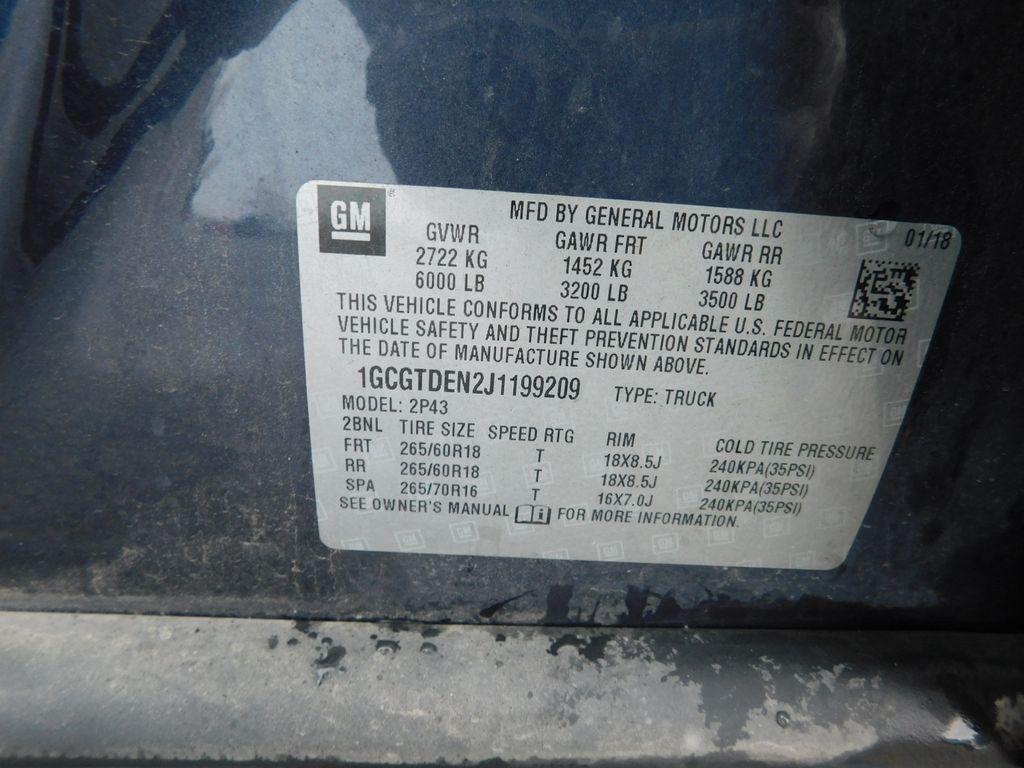 GM
MFD BY GENERAL MOTORS LLC 01/18
GVWR GAWR FRT GAWR RR
2722 KG 1452 KG 1588 KG
6000 LB 3200 LB 3500 LB
THIS VEHICLE CONFORMS TO ALL APPLICABLE U.S. FEDERAL MOTOR
VEHICLE SAFETY AND THEFT PREVENTION STANDARDS IN EFFECT ON
THE DATE OF MANUFACTURE SHOWN ABOVE.
1GCGTDEN2J1199209 TYPE: TRUCK
MODEL: 2P43
2BNL TIRE SIZE SPEED RTG RIM COLD TIRE PRESSURE
FRT 265/60R18 T 18X8.5J 240KPA(35PSI)
RR 265/60R18 T 18X8.5J 240KPA(35PSI)
SPA 265/70R16 T 16X7.0J 240KPA(35PSI)
SEE OWNER'S MANUAL i FOR MORE INFORMATION.